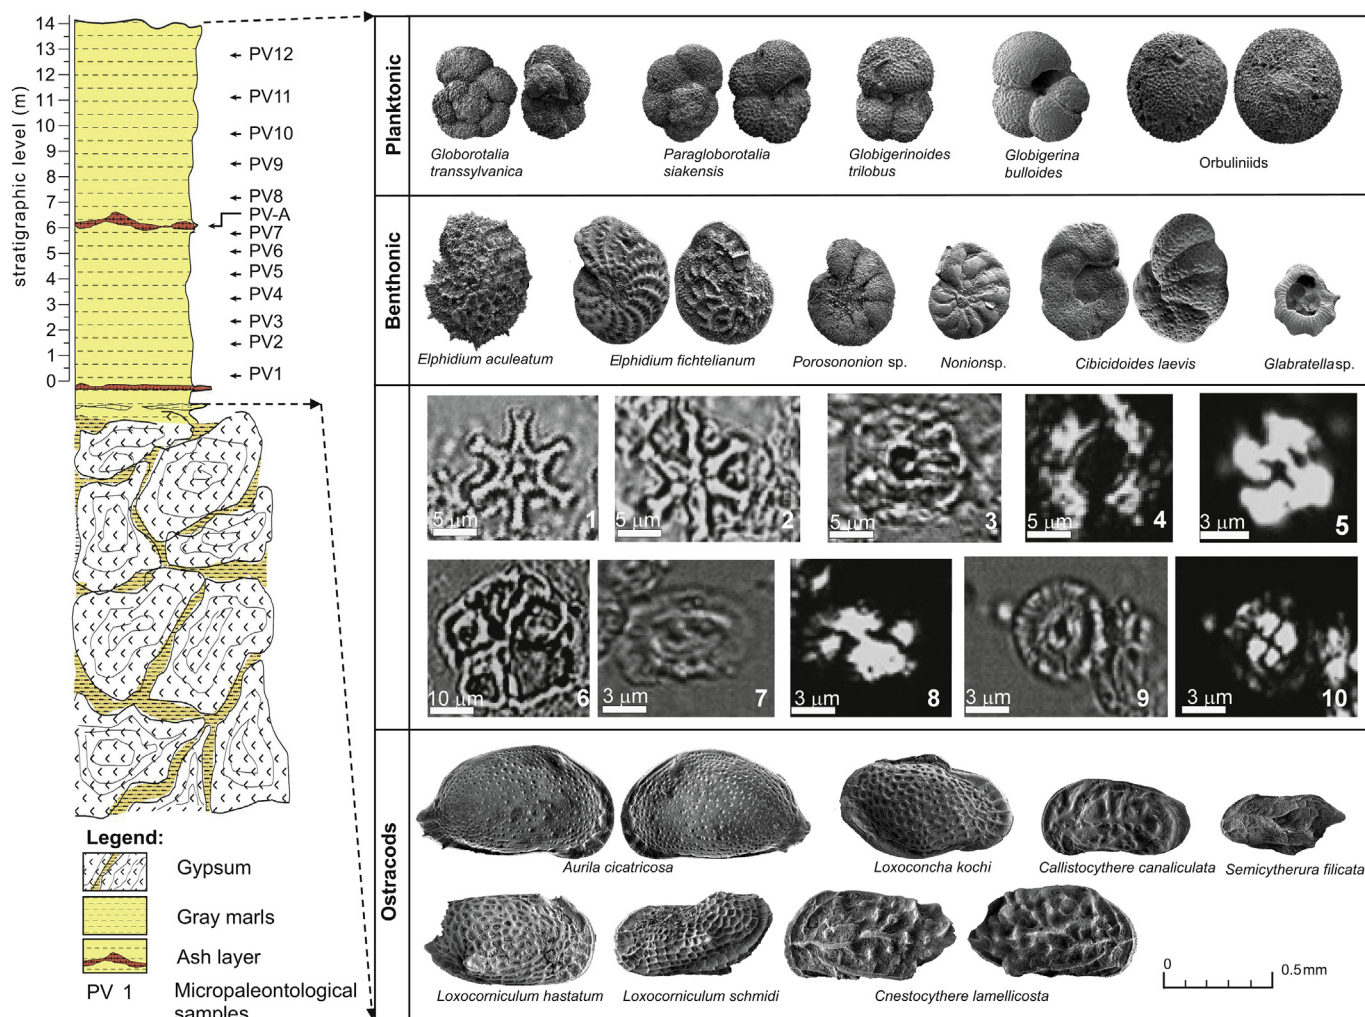 stratigraphic level (m)
14
13
12
11
10
9
8
7
6
5
4
3
2
1
0
PV12
PV11
PV10
PV9
PV8
PV-A
PV7
PV6
PV5
PV4
PV3
PV2
PV1
Legend:
Gypsum
Gray marls
Ash layer
PV 1
Micropaleontological
samples
Planktonic
Globorotalia
transsylvanica
Paragloborotalia
siakensis
Globigerinoides
trilobus
Globigerina
bulloides
Orbuliniids
Benthonic
Elphidium aculeatum
Elphidium fichtelianum
Porosononion sp.
Nonionsp.
Cibicidoides laevis
Glabratellasp.
5 µm 1
5 µm 2
5 µm 3
5 µm 4
3 µm 5
10 µm 6
3 µm 7
3 µm 8
3 µm 9
3 µm 10
Ostracods
Aurila cicatricosa
Loxoconcha kochi
Callistocythere canaliculata
Semicytherura filicata
Loxocorniculum hastatum
Loxocorniculum schmidi
Cnestocythere lamellicosta
0 0.5 mm